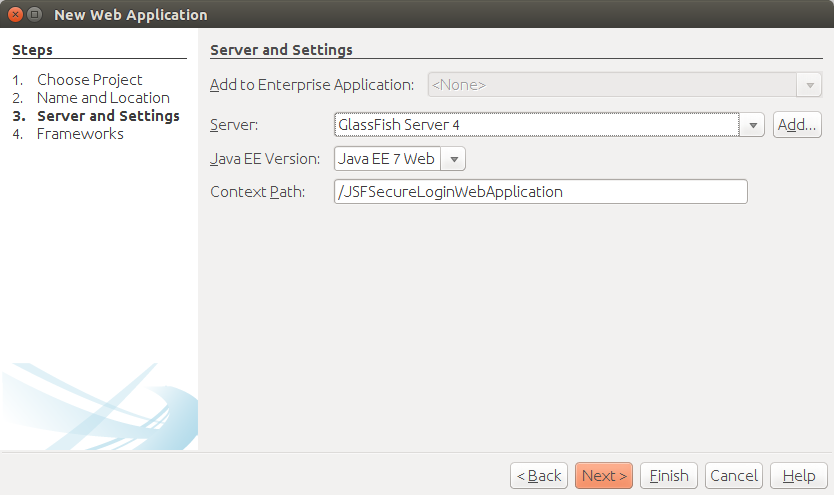 New Web Application
Steps
1. Choose Project
2. Name and Location
3. Server and Settings
4. Frameworks
Server and Settings
Add to Enterprise Application: <None>
Server: GlassFish Server 4 Add...
Java EE Version: Java EE 7 Web
Context Path: /JSFSecureLoginWebApplication
< Back Next > Finish Cancel Help